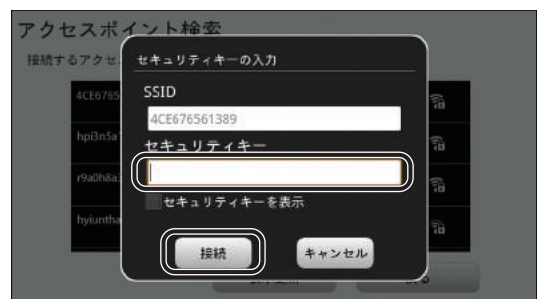 アクセスポイント検索
接続するアクセ
セキュリティキーの入力
SSID
4CE676561389
セキュリティキー
セキュリティキーを表示
接続
キャンセル
4CE6765
hpi3n5a
r9a0h8a3
hyiuntha